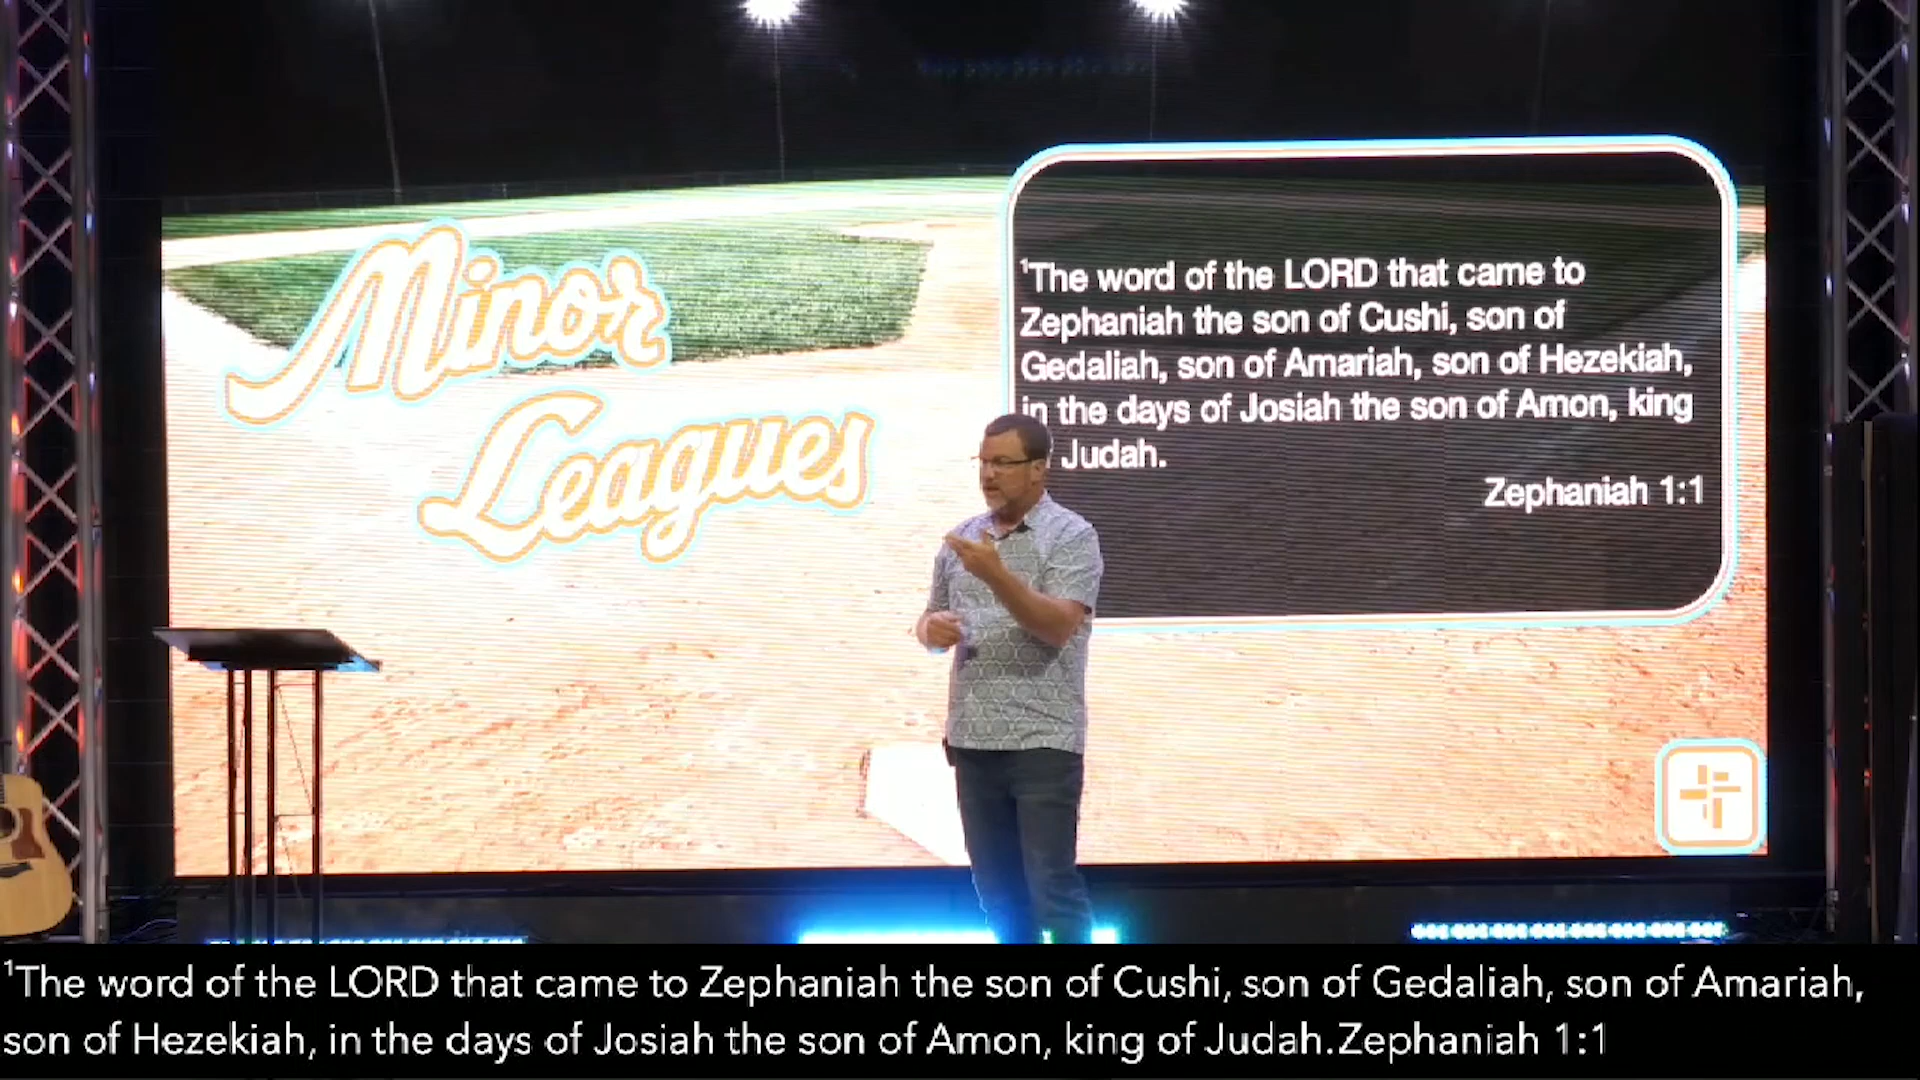 Minor
Leagues
¹The word of the LORD that came to
Zephaniah the son of Cushi, son of
Gedaliah, son of Amariah, son of Hezekiah,
in the days of Josiah the son of Amon, king
Judah.
Zephaniah 1:1
¹The word of the LORD that came to Zephaniah the son of Cushi, son of Gedaliah, son of Amariah,
son of Hezekiah, in the days of Josiah the son of Amon, king of Judah.Zephaniah 1:1